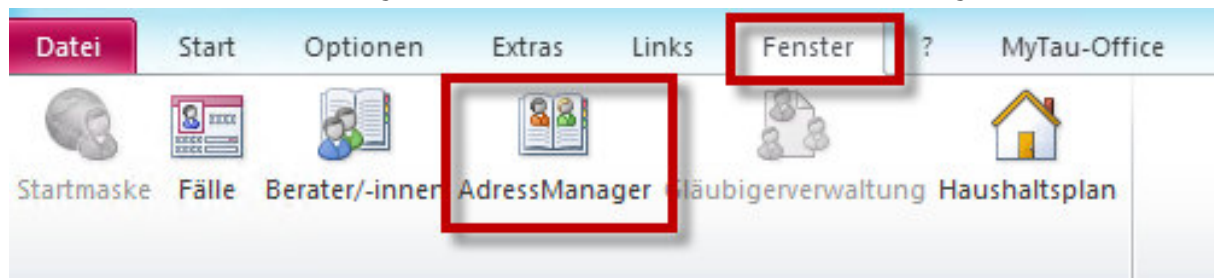 Datei Start Optionen Extras Links Fenster ? MyTau-Office
Startmaske Fälle Berater/-innen AdressManager Gläubigerverwaltung Haushaltsplan